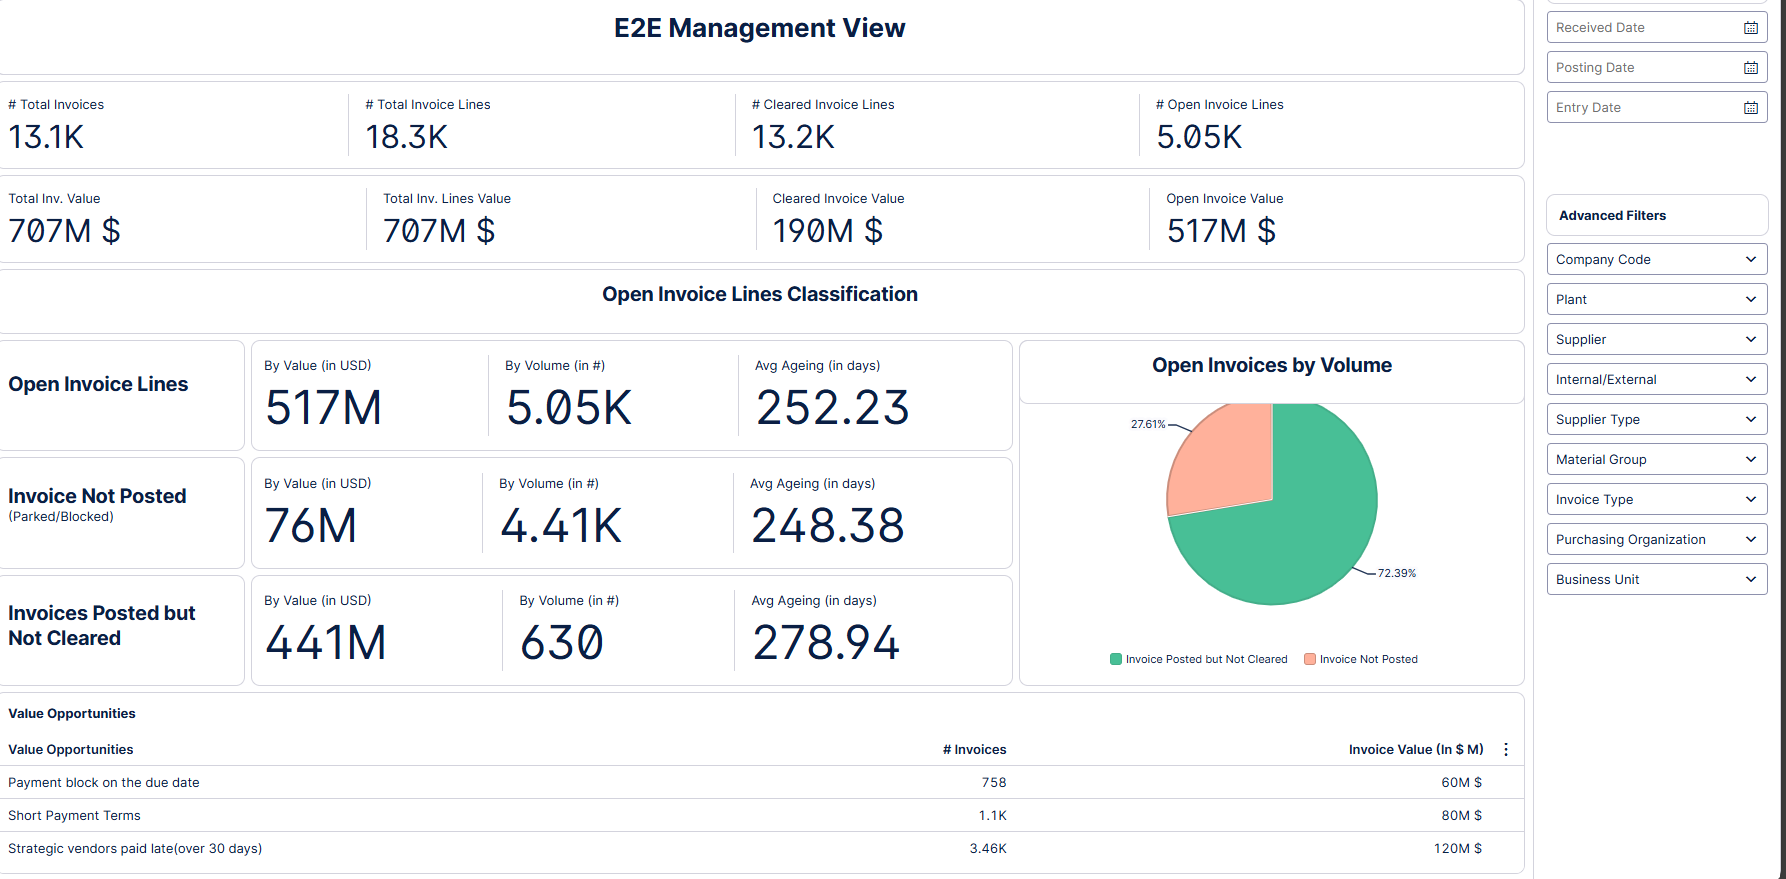 E2E Management View
# Total Invoices
13.1K
# Total Invoice Lines
18.3K
# Cleared Invoice Lines
13.2K
# Open Invoice Lines
5.05K
Total Inv. Value
707M $
Total Inv. Lines Value
707M $
Cleared Invoice Value
190M $
Open Invoice Value
517M $
Open Invoice Lines Classification
Open Invoice Lines
By Value (in USD)
517M
By Volume (in #)
5.05K
Avg Ageing (in days)
252.23
Invoice Not Posted
(Parked/Blocked)
By Value (in USD)
76M
By Volume (in #)
4.41K
Avg Ageing (in days)
248.38
Invoices Posted but
Not Cleared
By Value (in USD)
441M
By Volume (in #)
630
Avg Ageing (in days)
278.94
Open Invoices by Volume
27.61%
72.39%
Invoice Posted but Not Cleared
Invoice Not Posted
Value Opportunities
Value Opportunities # Invoices Invoice Value (In $ M)
Payment block on the due date 758 60M $
Short Payment Terms 1.1K 80M $
Strategic vendors paid late(over 30 days) 3.46K 120M $
Received Date
Posting Date
Entry Date
Advanced Filters
Company Code
Plant
Supplier
Internal/External
Supplier Type
Material Group
Invoice Type
Purchasing Organization
Business Unit